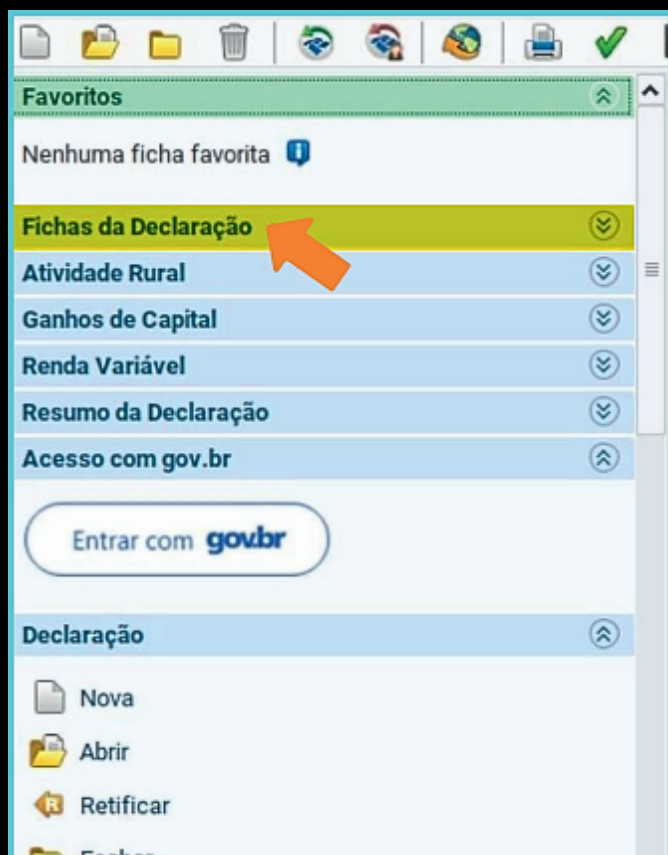 Favoritos
Nenhuma ficha favorita
Fichas da Declaração
Atividade Rural
Ganhos de Capital
Renda Variável
Resumo da Declaração
Acesso com gov.br
Entrar com gov.br
Declaração
Nova
Abrir
Retificar